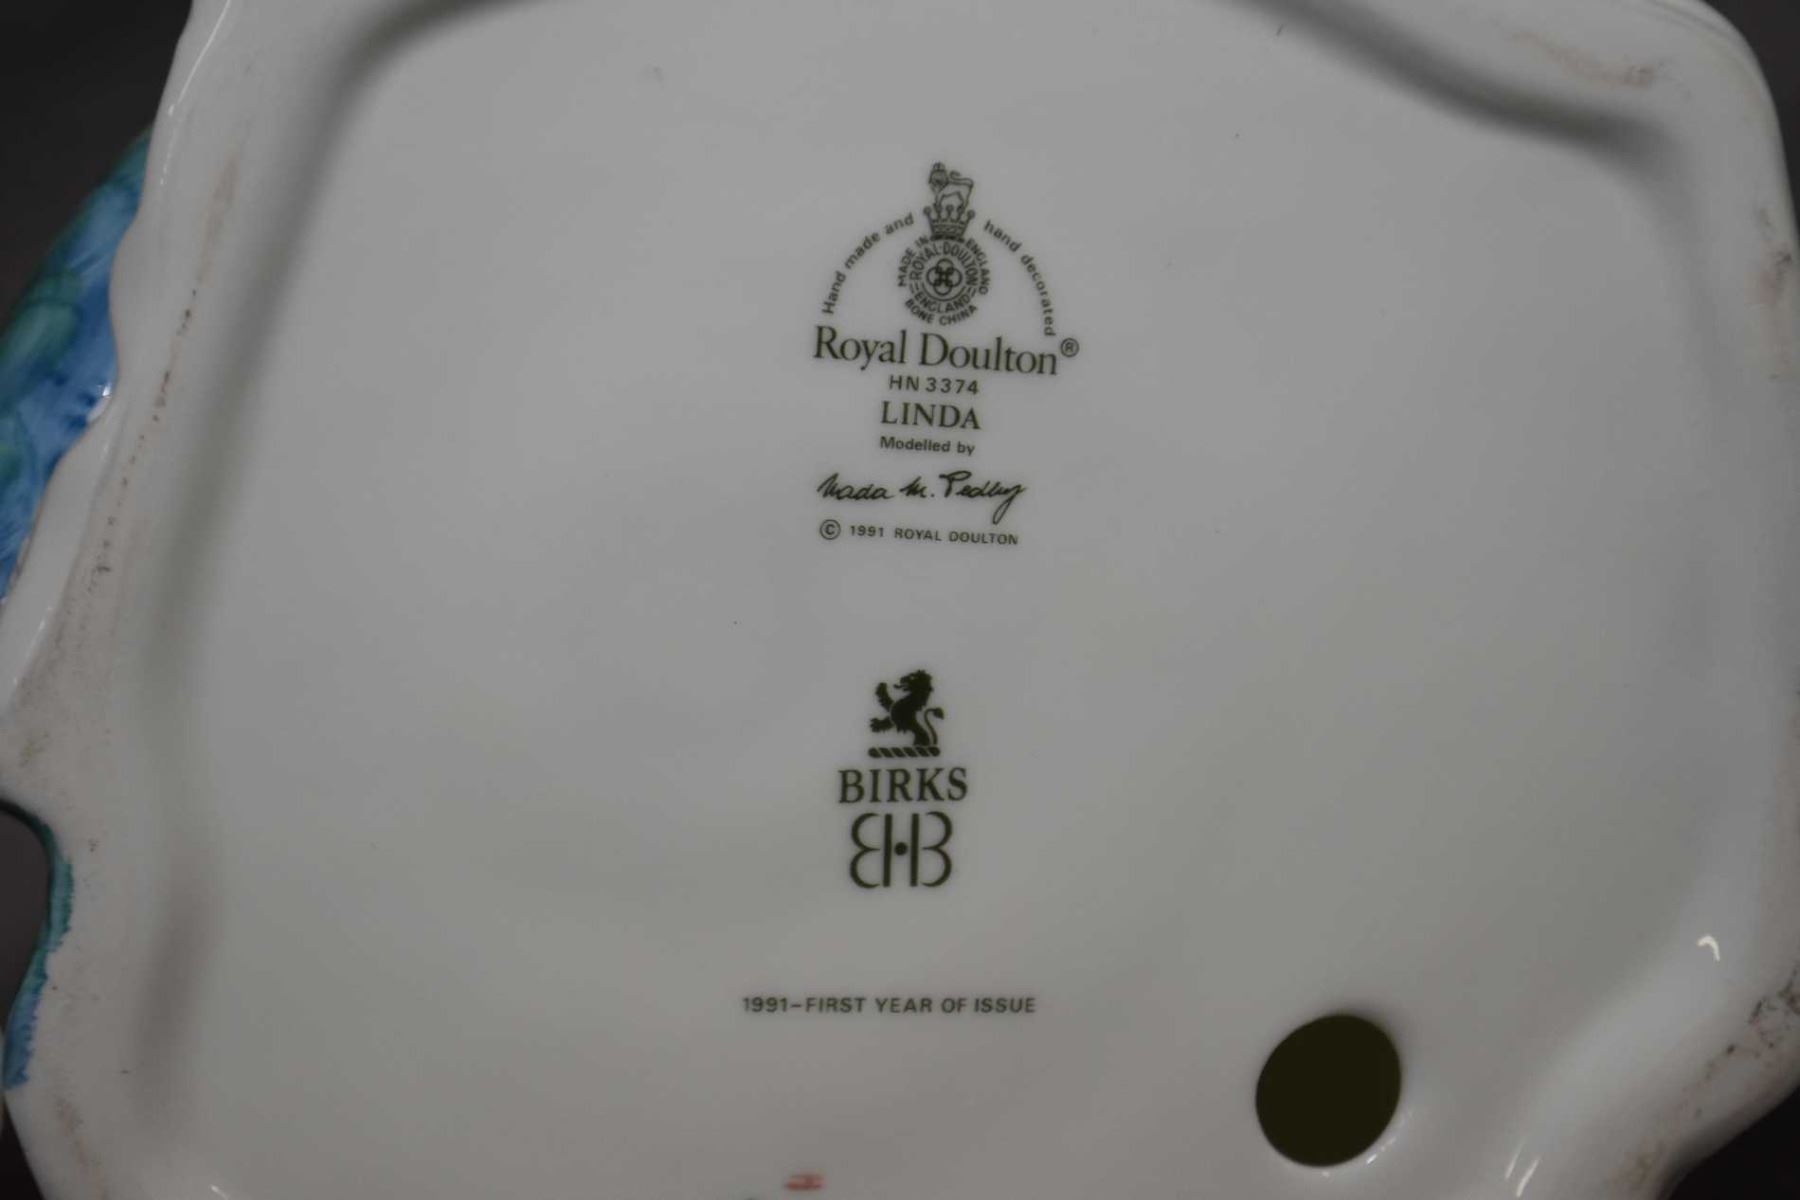 Hand made and hand decorated
MADE IN ENGLAND
ROYAL·DOULTON
ENGLAND
BONE CHINA
Royal Doulton®
HN 3374
LINDA
Modelled by
Nada M. Pedley
© 1991 ROYAL DOULTON
BIRKS
1991–FIRST YEAR OF ISSUE